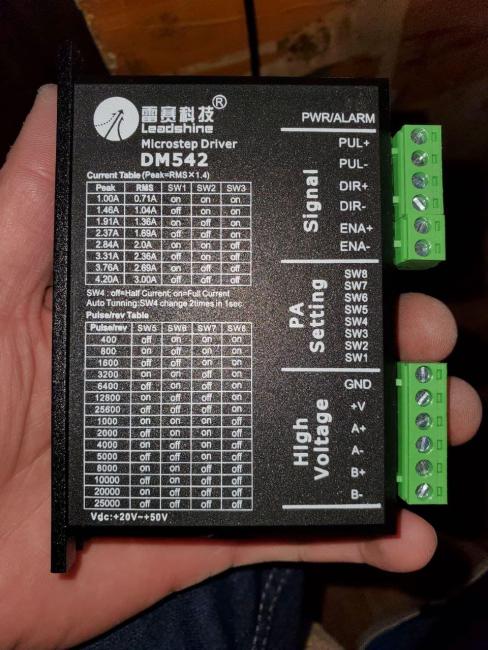 雷赛科技®
Leadshine
Microstep Driver
DM542
Current Table (Peak=RMS×1.4)
Peak RMS SW1 SW2 SW3
1.00A 0.71A on on on
1.46A 1.04A off on on
1.91A 1.36A on off on
2.37A 1.69A off off on
2.84A 2.0A on on off
3.31A 2.36A off on off
3.76A 2.69A on off off
4.20A 3.00A off off off
SW4 : off=Half Current; on=Full Current
Auto Tunning: SW4 change 2times in 1sec
Pulse/rev Table
Pulse/rev SW5 SW6 SW7 SW8
400 off on on on
800 on off on on
1600 off off on on
3200 on on off on
6400 off on off on
12800 on off off on
25600 off off off on
1000 on on on off
2000 off on on off
4000 on off on off
5000 off off on off
8000 on on off off
10000 off on off off
20000 on off off off
25000 off off off off
Vdc:+20V~+50V
PWR/ALARM
Signal
PUL+
PUL-
DIR+
DIR-
ENA+
ENA-
PA
Setting
SW8
SW7
SW6
SW5
SW4
SW3
SW2
SW1
High
Voltage
GND
+V
A+
A-
B+
B-